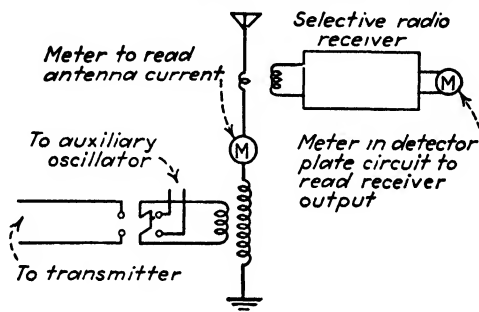 Selective radio
receiver
Meter to read
antenna current
M
M
To auxiliary
oscillator
Meter in detector
plate circuit to
read receiver
output
To transmitter